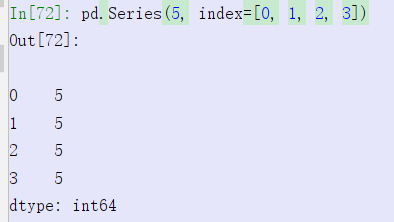 In[72]: pd.Series(5, index=[0, 1, 2, 3])
Out[72]:
0    5
1    5
2    5
3    5
dtype: int64